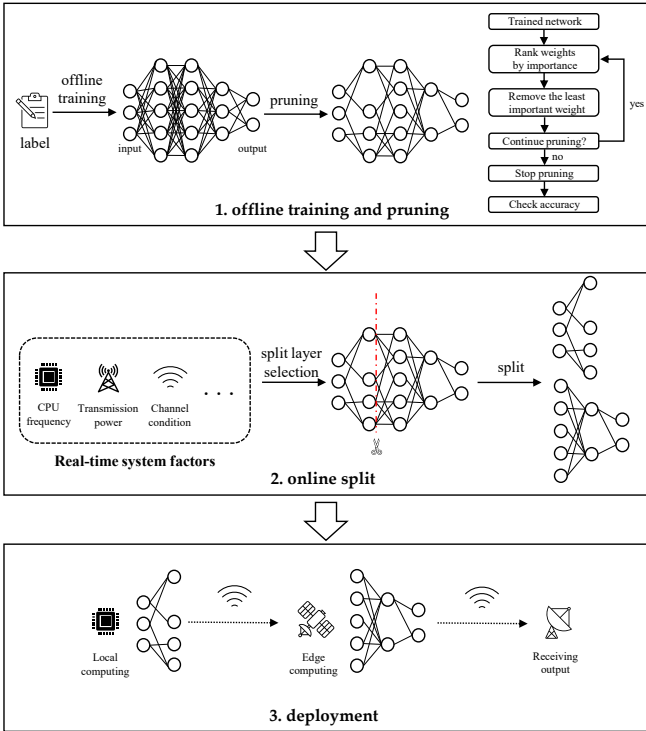 offline
training
label
input
output
pruning
Trained network
Rank weights
by importance
Remove the least
important weight
yes
Continue pruning?
no
Stop pruning
Check accuracy
1. offline training and pruning
CPU
frequency
Transmission
power
Channel
condition
. . .
Real-time system factors
split layer
selection
split
2. online split
Local
computing
Edge
computing
Receiving
output
3. deployment